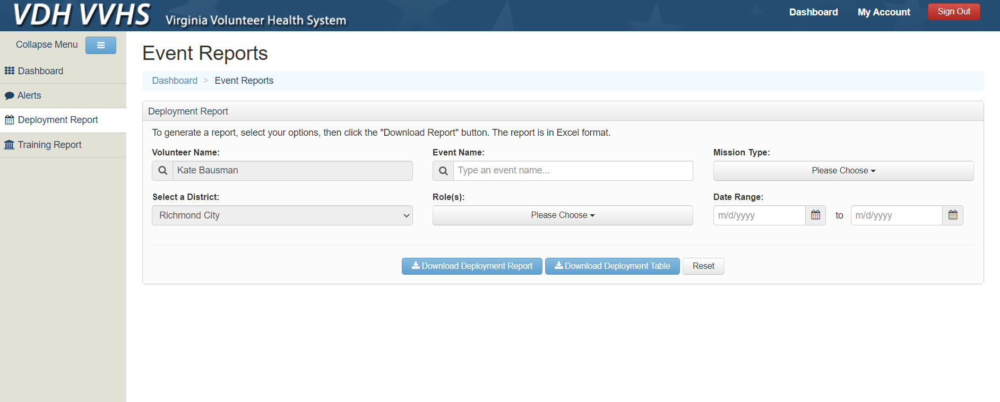 VDH VVHS Virginia Volunteer Health System
Dashboard My Account Sign Out
Collapse Menu
Dashboard
Alerts
Deployment Report
Training Report
Event Reports
Dashboard > Event Reports
Deployment Report
To generate a report, select your options, then click the "Download Report" button. The report is in Excel format.
Volunteer Name: Event Name: Mission Type:
Kate Bausman Type an event name... Please Choose
Select a District: Role(s): Date Range:
Richmond City Please Choose m/d/yyyy to m/d/yyyy
Download Deployment Report Download Deployment Table Reset